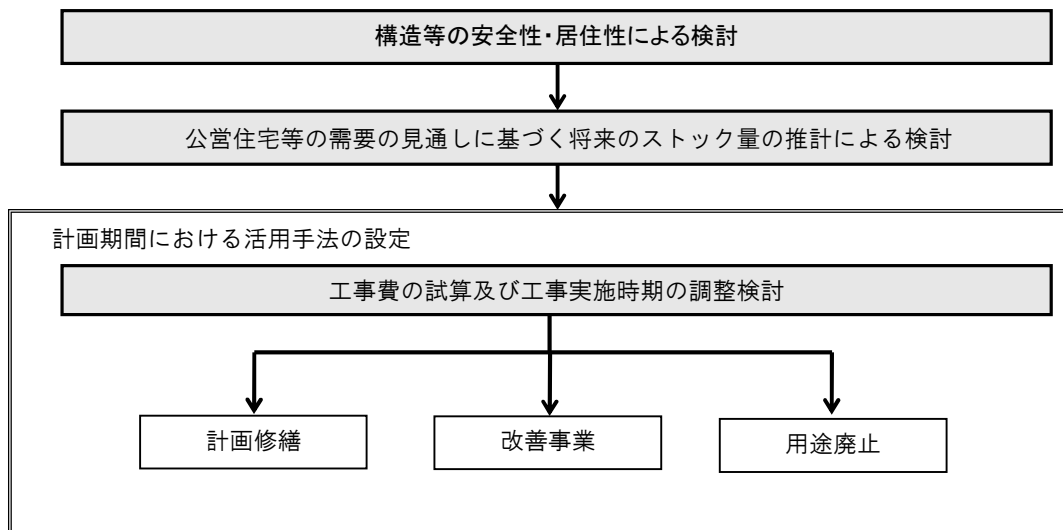 構造等の安全性・居住性による検討
公営住宅等の需要の見通しに基づく将来のストック量の推計による検討
計画期間における活用手法の設定
工事費の試算及び工事実施時期の調整検討
計画修繕
改善事業
用途廃止